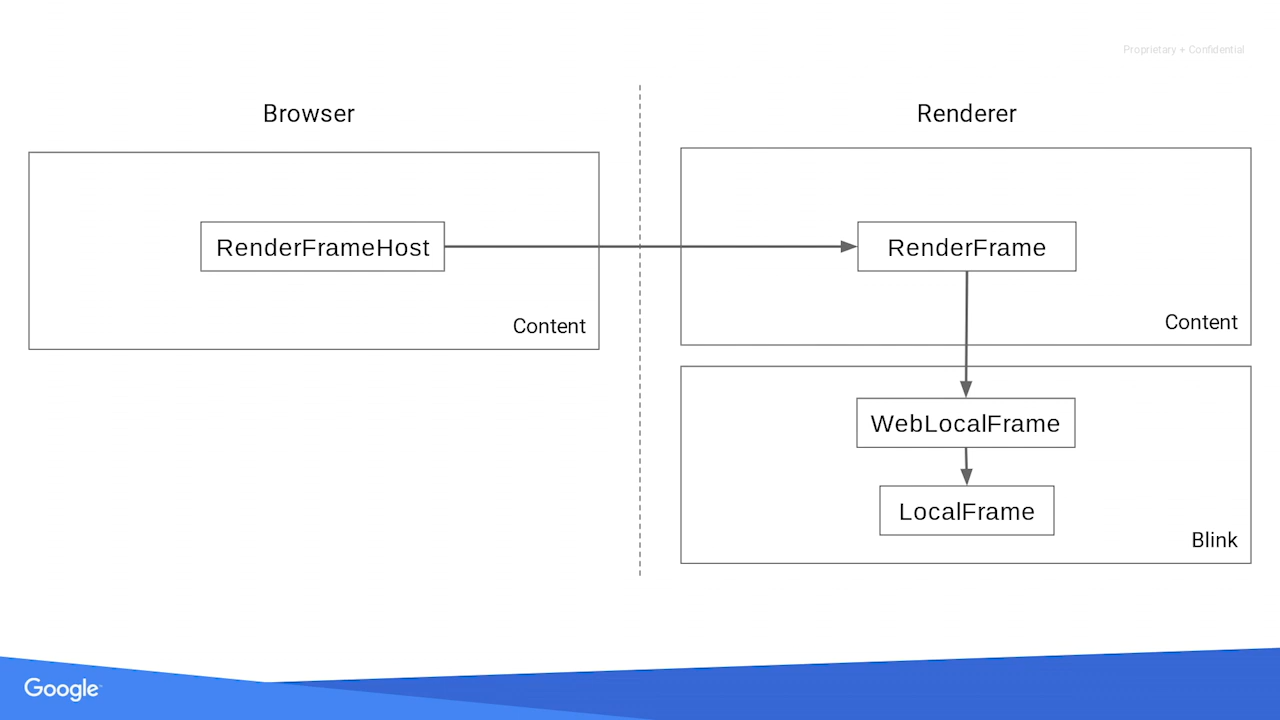 Proprietary + Confidential
Browser
Renderer
RenderFrameHost
RenderFrame
Content
Content
WebLocalFrame
LocalFrame
Blink
Google